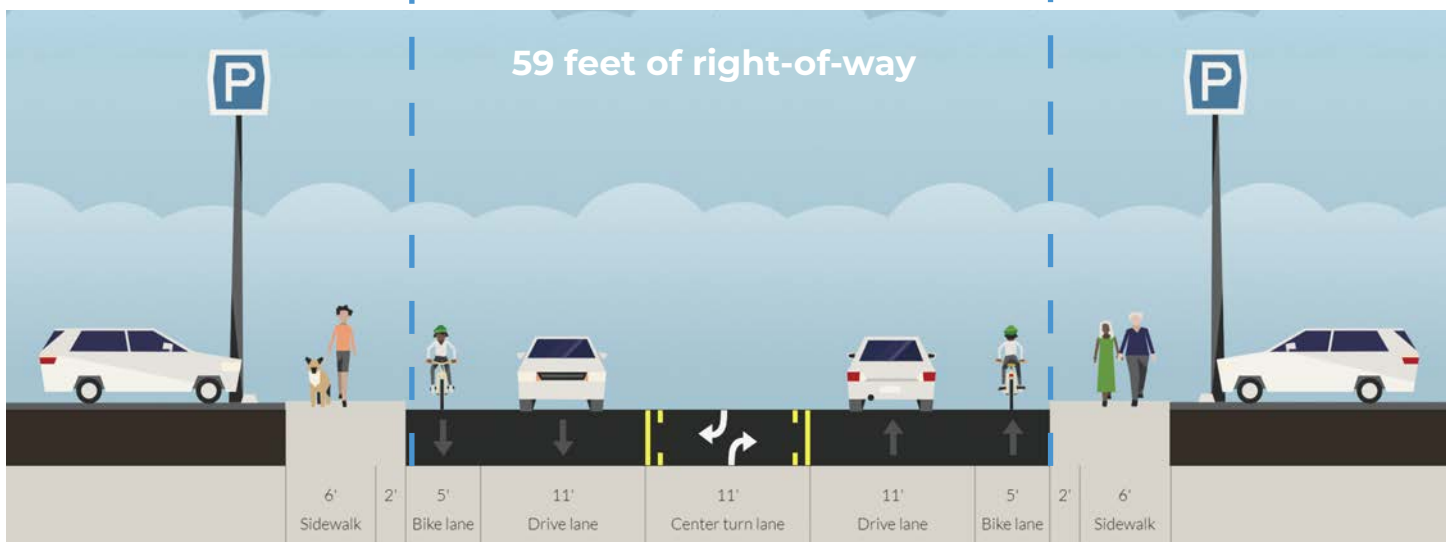 59 feet of right-of-way
P
P
6' 2' 5' 11' 11' 11' 5' 2' 6'
Sidewalk Bike lane Drive lane Center turn lane Drive lane Bike lane Sidewalk